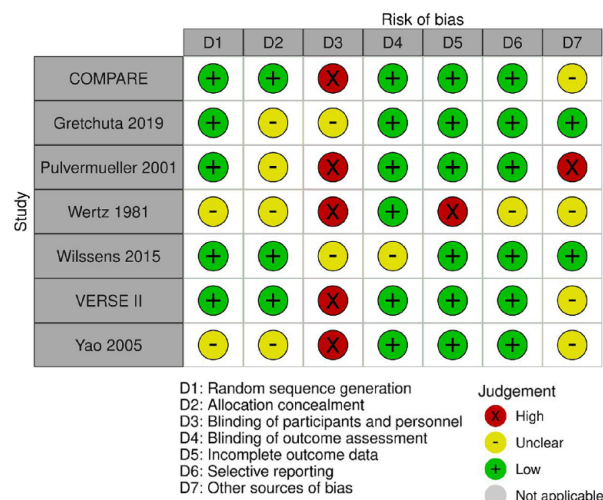 Risk of bias
D1 D2 D3 D4 D5 D6 D7
Study
COMPARE + + X + + + -
Gretchuta 2019 + - - + + + +
Pulvermueller 2001 + - X + + + X
Wertz 1981 - - X + X - -
Wilssens 2015 + + - - + + +
VERSE II + + X + + + -
Yao 2005 - - X + + + -
D1: Random sequence generation
D2: Allocation concealment
D3: Blinding of participants and personnel
D4: Blinding of outcome assessment
D5: Incomplete outcome data
D6: Selective reporting
D7: Other sources of bias
Judgement
X High
- Unclear
+ Low
Not applicable